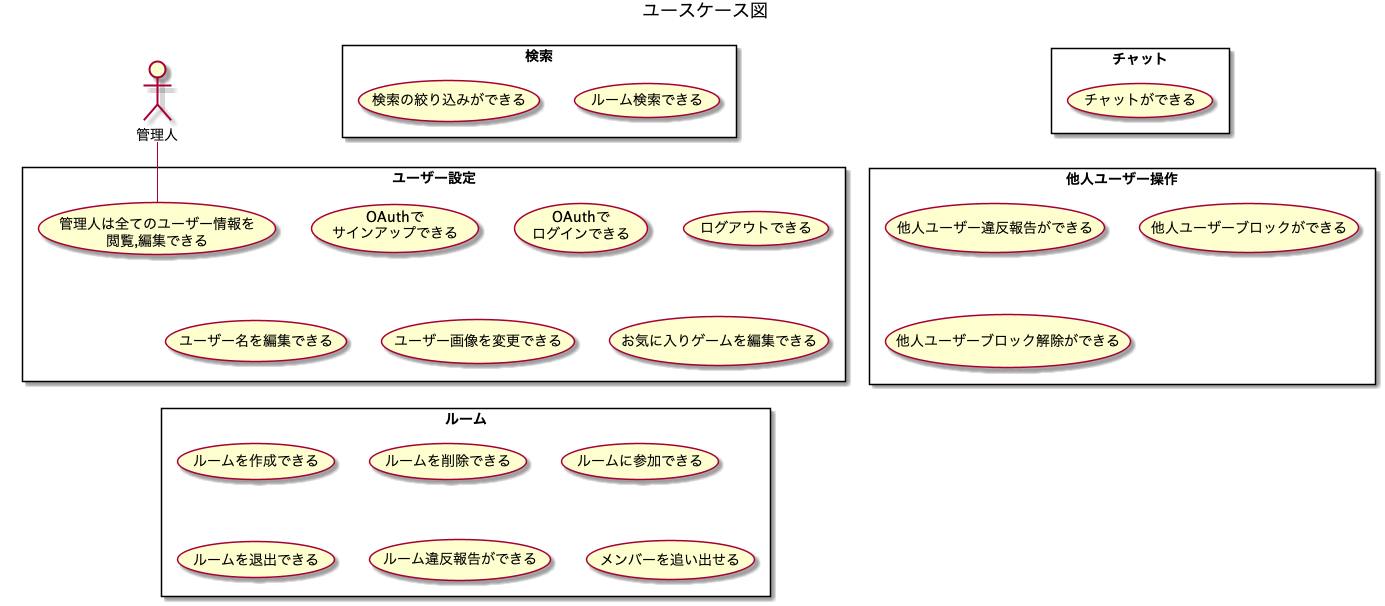 ユースケース図
管理人
検索
検索の絞り込みができる
ルーム検索できる
チャット
チャットができる
ユーザー設定
管理人は全てのユーザー情報を
閲覧,編集できる
OAuthで
サインアップできる
OAuthで
ログインできる
ログアウトできる
ユーザー名を編集できる
ユーザー画像を変更できる
お気に入りゲームを編集できる
他人ユーザー操作
他人ユーザー違反報告ができる
他人ユーザーブロックができる
他人ユーザーブロック解除ができる
ルーム
ルームを作成できる
ルームを削除できる
ルームに参加できる
ルームを退出できる
ルーム違反報告ができる
メンバーを追い出せる